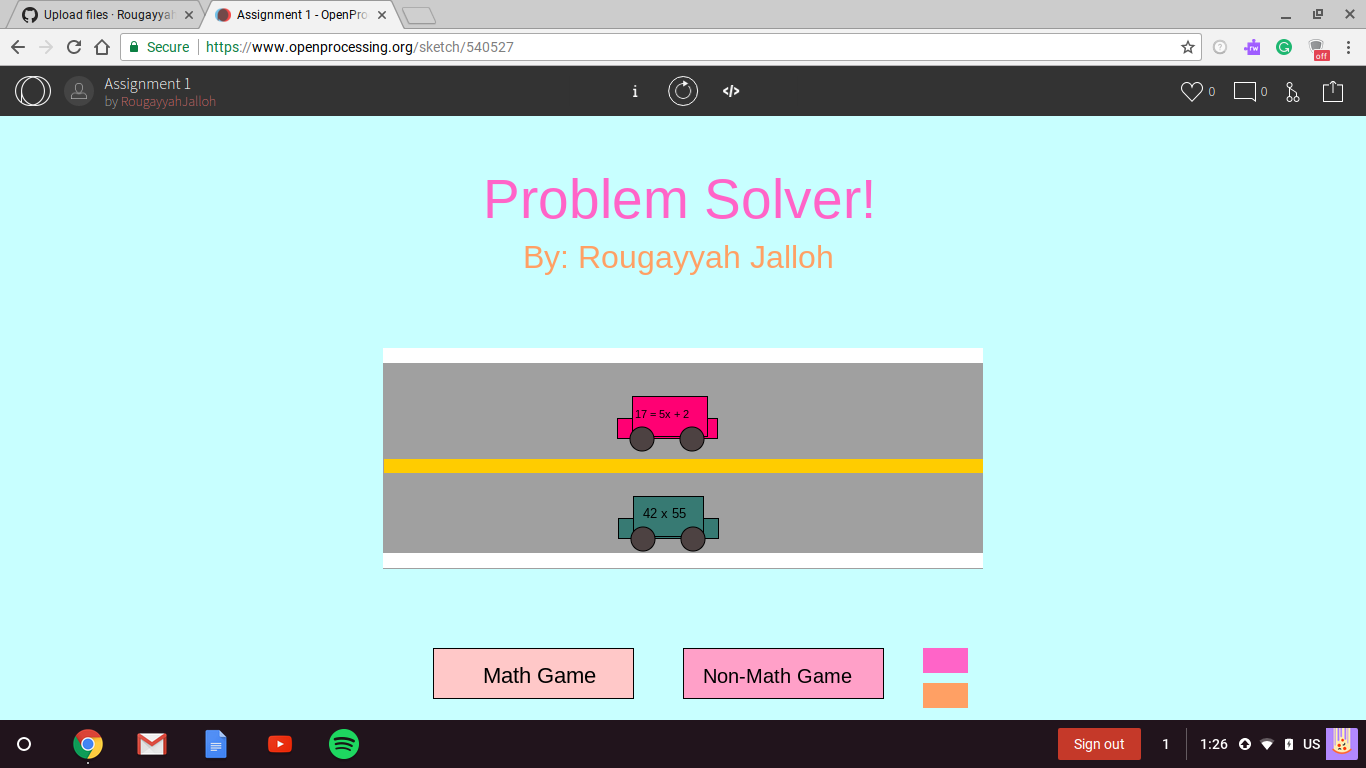 Upload files · Rougayyah
Assignment 1 - OpenPro
Secure
https://www.openprocessing.org/sketch/540527
rw
off
Assignment 1
by RougayyahJalloh
i
</>
0
0
Problem Solver!
By: Rougayyah Jalloh
17 = 5x + 2
42 x 55
Math Game
Non-Math Game
Sign out
1
1:26
US